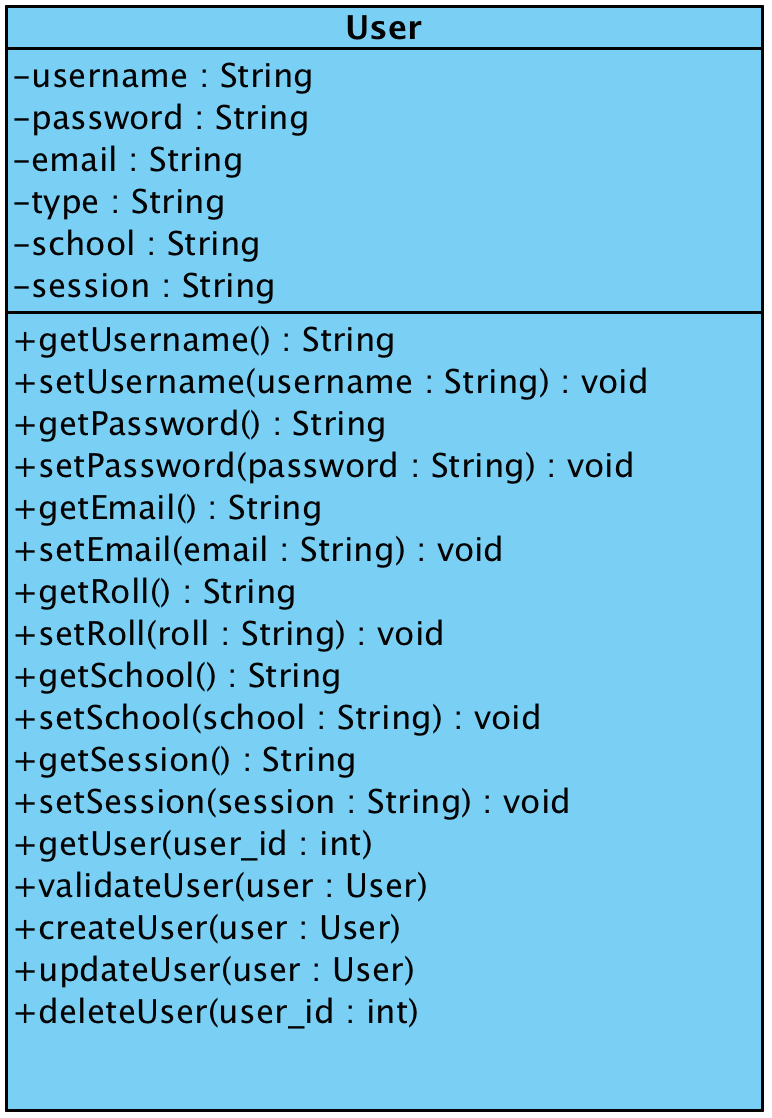 User
-username : String
-password : String
-email : String
-type : String
-school : String
-session : String
+getUsername() : String
+setUsername(username : String) : void
+getPassword() : String
+setPassword(password : String) : void
+getEmail() : String
+setEmail(email : String) : void
+getRoll() : String
+setRoll(roll : String) : void
+getSchool() : String
+setSchool(school : String) : void
+getSession() : String
+setSession(session : String) : void
+getUser(user_id : int)
+validateUser(user : User)
+createUser(user : User)
+updateUser(user : User)
+deleteUser(user_id : int)